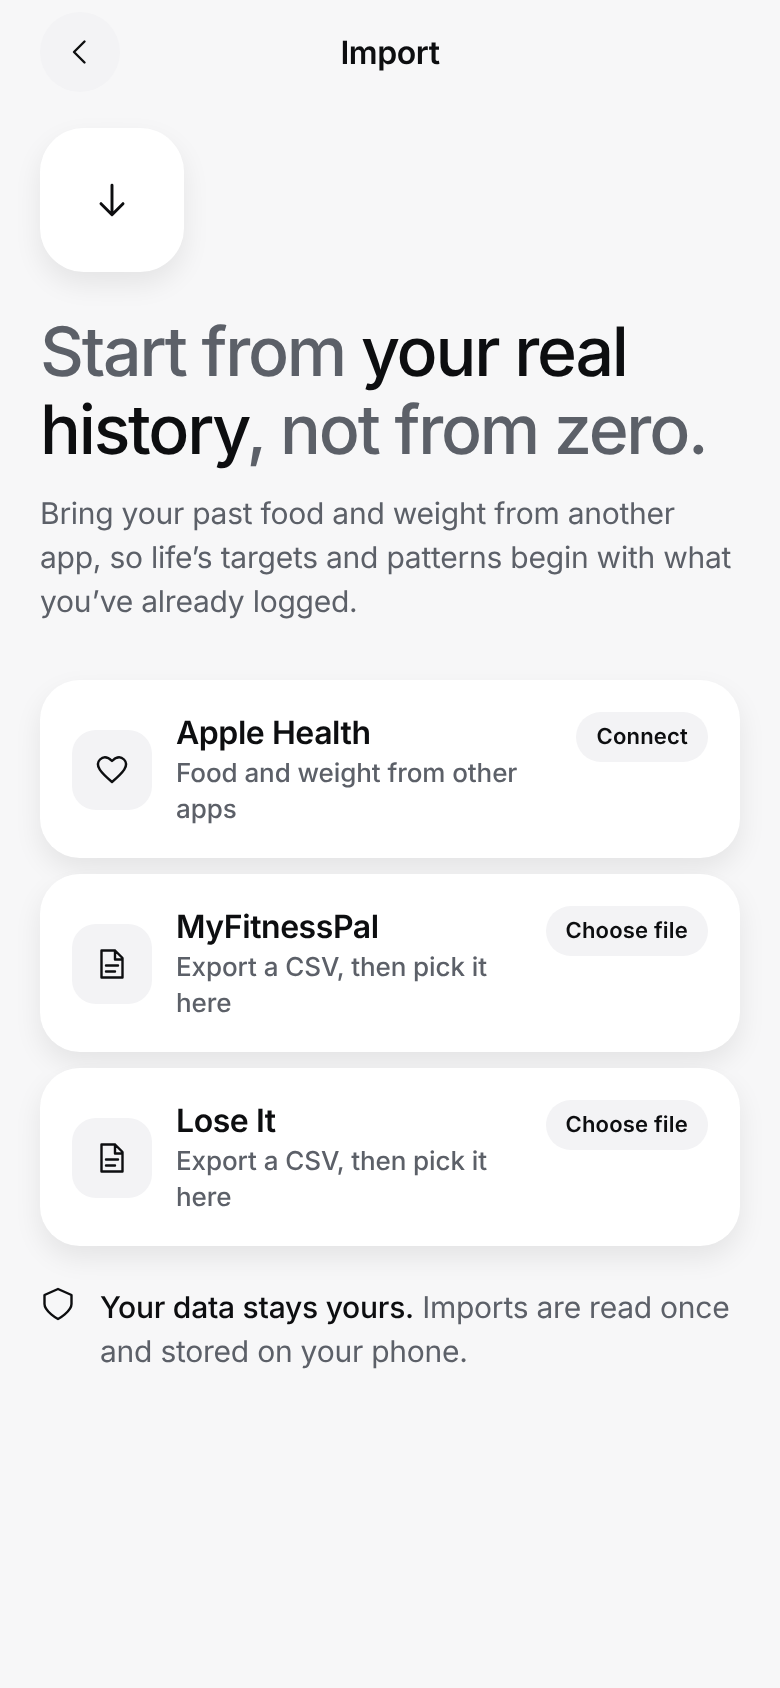 Import
Start from your real
history, not from zero.
Bring your past food and weight from another
app, so life’s targets and patterns begin with what
you’ve already logged.
Apple Health
Connect
Food and weight from other
apps
MyFitnessPal
Choose file
Export a CSV, then pick it
here
Lose It
Choose file
Export a CSV, then pick it
here
Your data stays yours. Imports are read once
and stored on your phone.